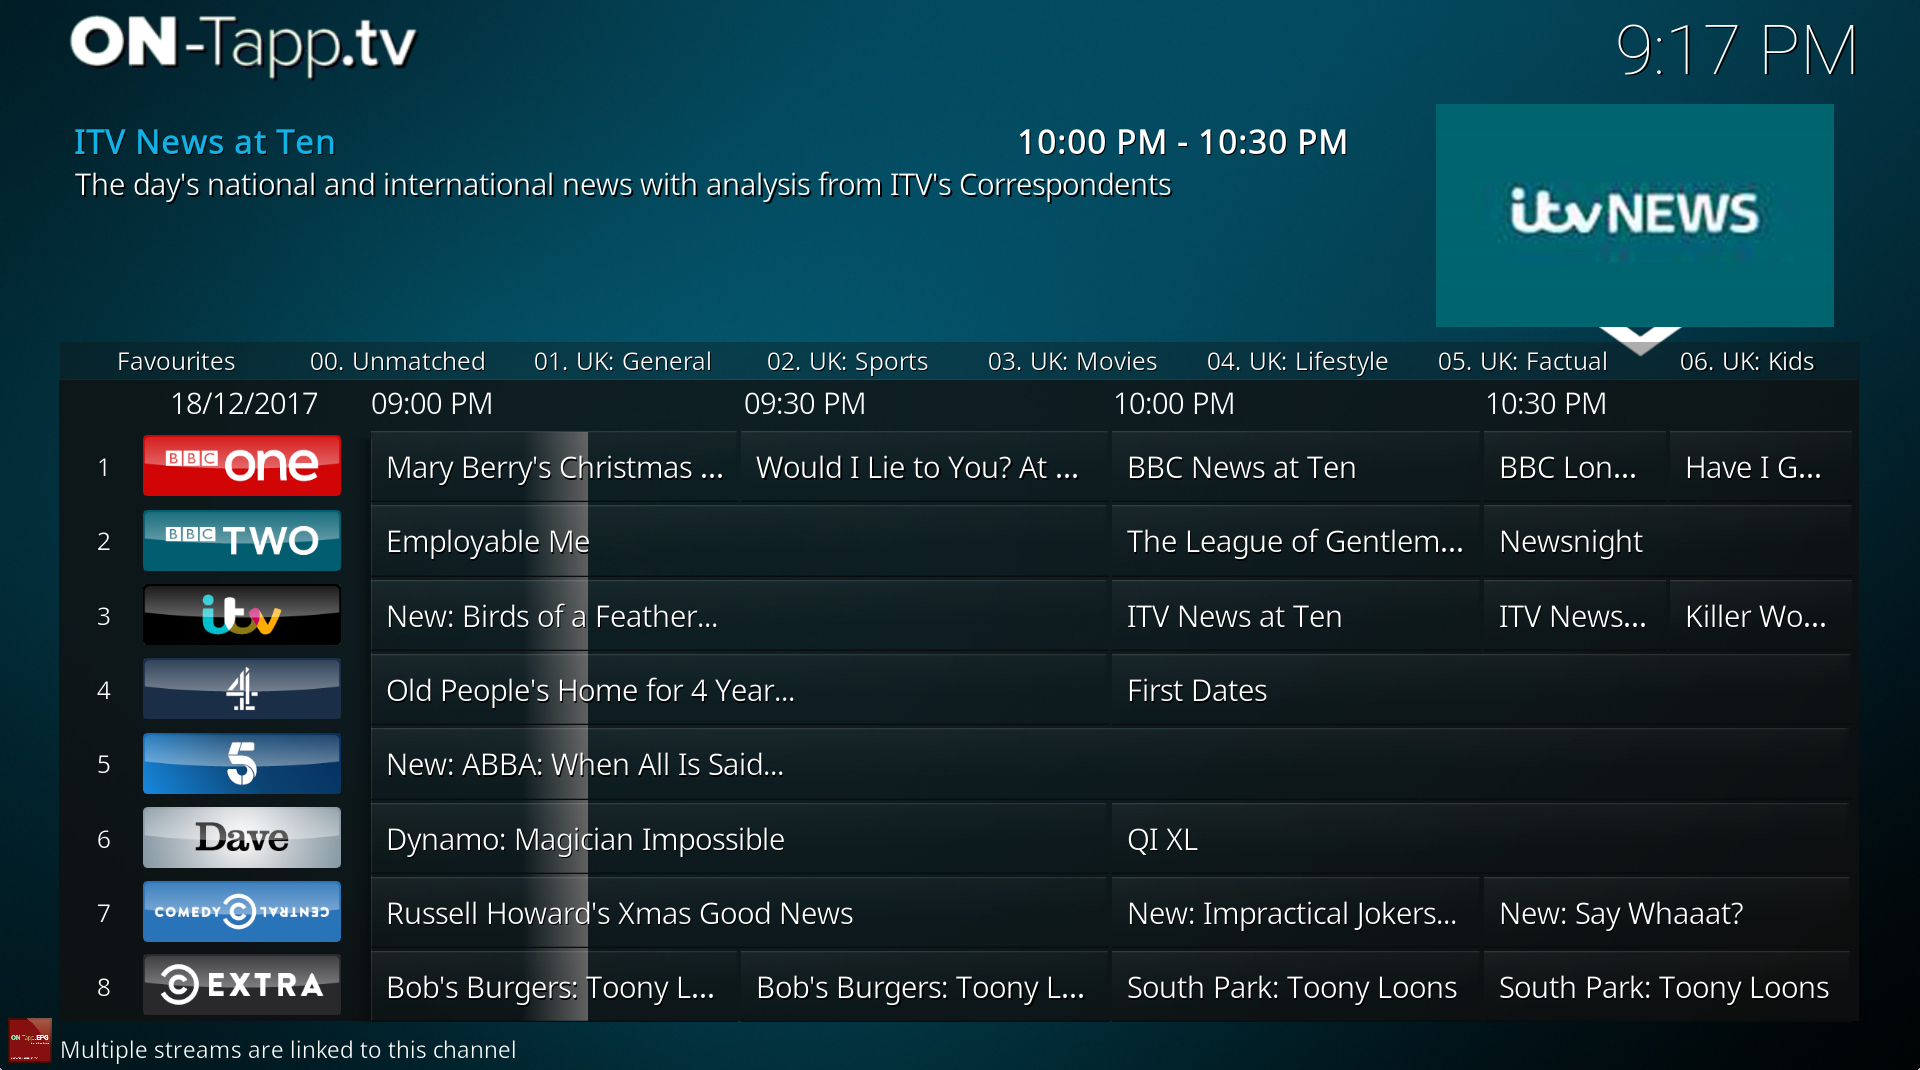 ON-Tapp.tv
9:17 PM
ITV News at Ten
10:00 PM - 10:30 PM
The day's national and international news with analysis from ITV's Correspondents
itv NEWS
Favourites 00. Unmatched 01. UK: General 02. UK: Sports 03. UK: Movies 04. UK: Lifestyle 05. UK: Factual 06. UK: Kids
18/12/2017 09:00 PM 09:30 PM 10:00 PM 10:30 PM
1 BBC one Mary Berry's Christmas ... Would I Lie to You? At ... BBC News at Ten BBC Lon... Have I G...
2 BBC TWO Employable Me The League of Gentlem... Newsnight
3 itv New: Birds of a Feather... ITV News at Ten ITV News... Killer Wo...
4 4 Old People's Home for 4 Year... First Dates
5 5 New: ABBA: When All Is Said...
6 Dave Dynamo: Magician Impossible QI XL
7 COMEDY C CENTRAL Russell Howard's Xmas Good News New: Impractical Jokers... New: Say Whaaat?
8 C EXTRA Bob's Burgers: Toony L... Bob's Burgers: Toony L... South Park: Toony Loons South Park: Toony Loons
ON-Tapp.EPG
Multiple streams are linked to this channel